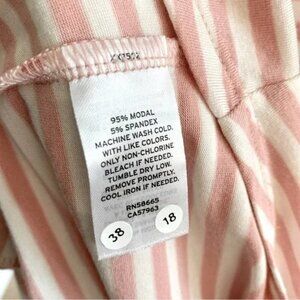 95% MODAL
5% SPANDEX
MACHINE WASH COLD.
WITH LIKE COLORS.
ONLY NON-CHLORINE
BLEACH IF NEEDED.
TUMBLE DRY LOW.
REMOVE PROMPTLY.
COOL IRON IF NEEDED.
RN58665
CA57963
38
18